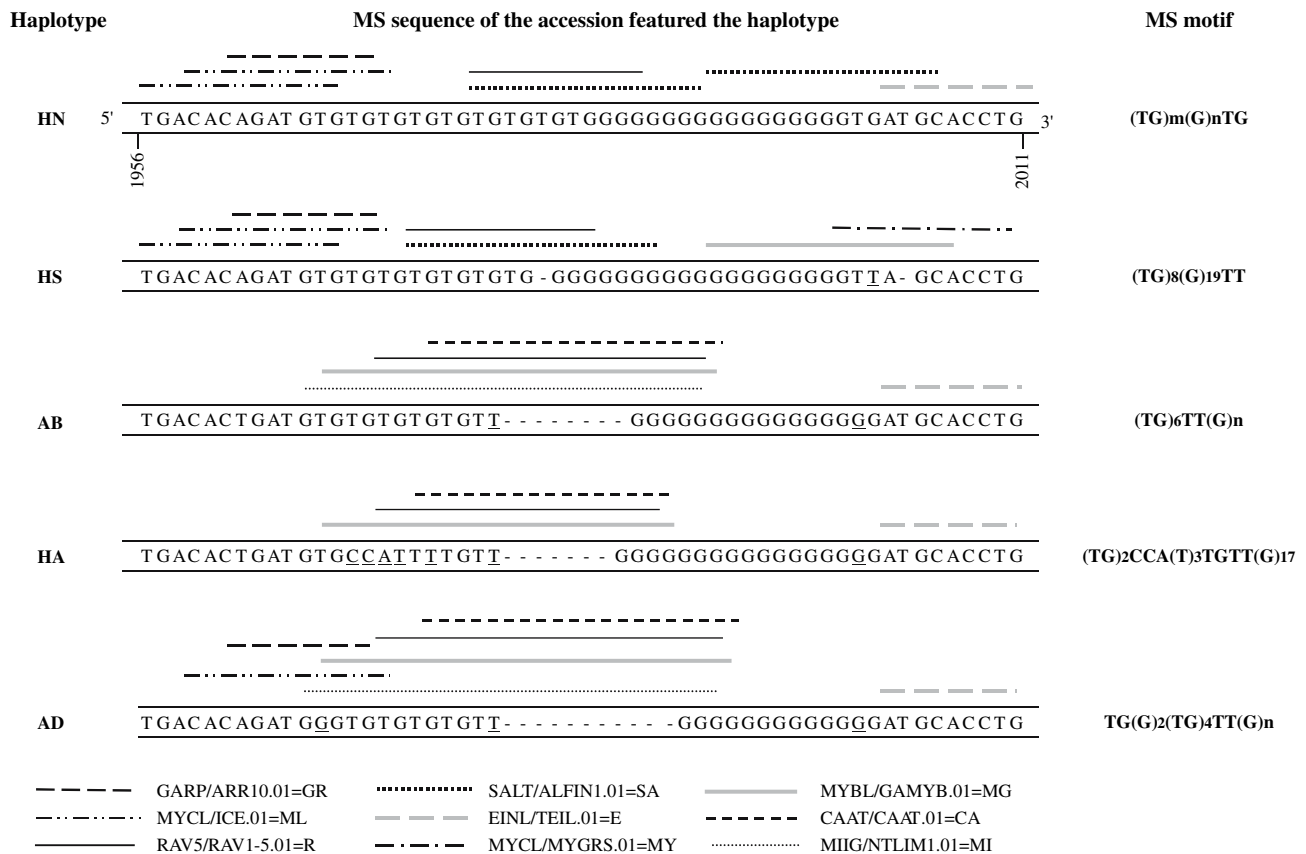 Haplotype MS sequence of the accession featured the haplotype MS motif
HN 5' TGACACAGATGTGTGTGTGTGTGTGTGTGGGGGGGGGGGGGGGGGTGATGCACCTG 3' (TG)m(G)nTG
1956 2011
HS TGACACAGATGTGTGTGTGTGTGTG-GGGGGGGGGGGGGGGGGGGTTA-GCACCTG (TG)8(G)19TT
AB TGACACTGATGTGTGTGTGTGTT--------GGGGGGGGGGGGGGGGATGCACCTG (TG)6TT(G)n
HA TGACACTGATGTGCCATTTTGTT-------GGGGGGGGGGGGGGGGGATGCACCTG (TG)2CCA(T)3TGTT(G)17
AD TGACACAGATGGGTGTGTGTGTT-----------GGGGGGGGGGGGGATGCACCTG TG(G)2(TG)4TT(G)n
GARP/ARR10.01=GR SALT/ALFIN1.01=SA MYBL/GAMYB.01=MG
MYCL/ICE.01=ML EINL/TEIL.01=E CAAT/CAAT.01=CA
RAV5/RAV1-5.01=R MYCL/MYGRS.01=MY MIIG/NTLIM1.01=MI